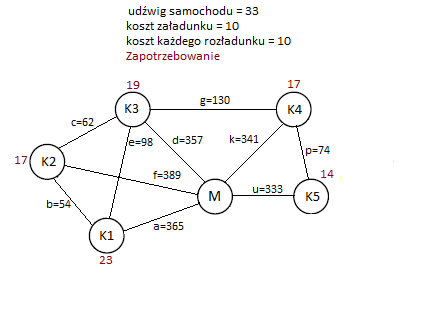 udźwig samochodu = 33
koszt załadunku = 10
koszt każdego rozładunku = 10
Zapotrzebowanie
19
17
K3
g=130
K4
c=62
e=98
d=357
k=341
p=74
17
K2
f=389
14
b=54
M
u=333
K5
a=365
K1
23